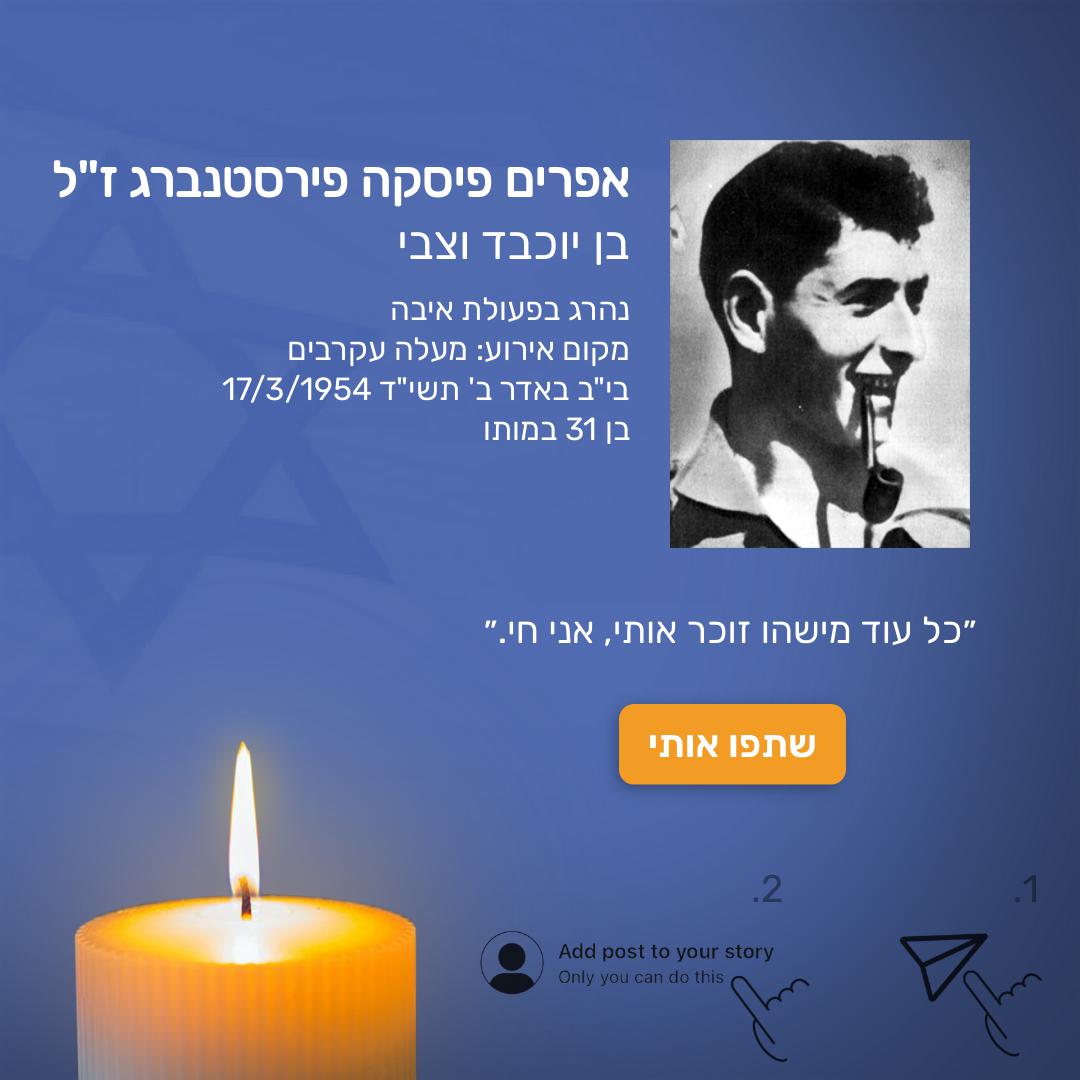 אפרים פיסקה פירסטנברג ז"ל
בן יוכבד וצבי
נהרג בפעולת איבה
מקום אירוע: מעלה עקרבים
בי"ב באדר ב' תשי"ד 17/3/1954
בן 31 במותו
״כל עוד מישהו זוכר אותי, אני חי.״
שתפו אותי
1.
2.
Add post to your story
Only you can do this